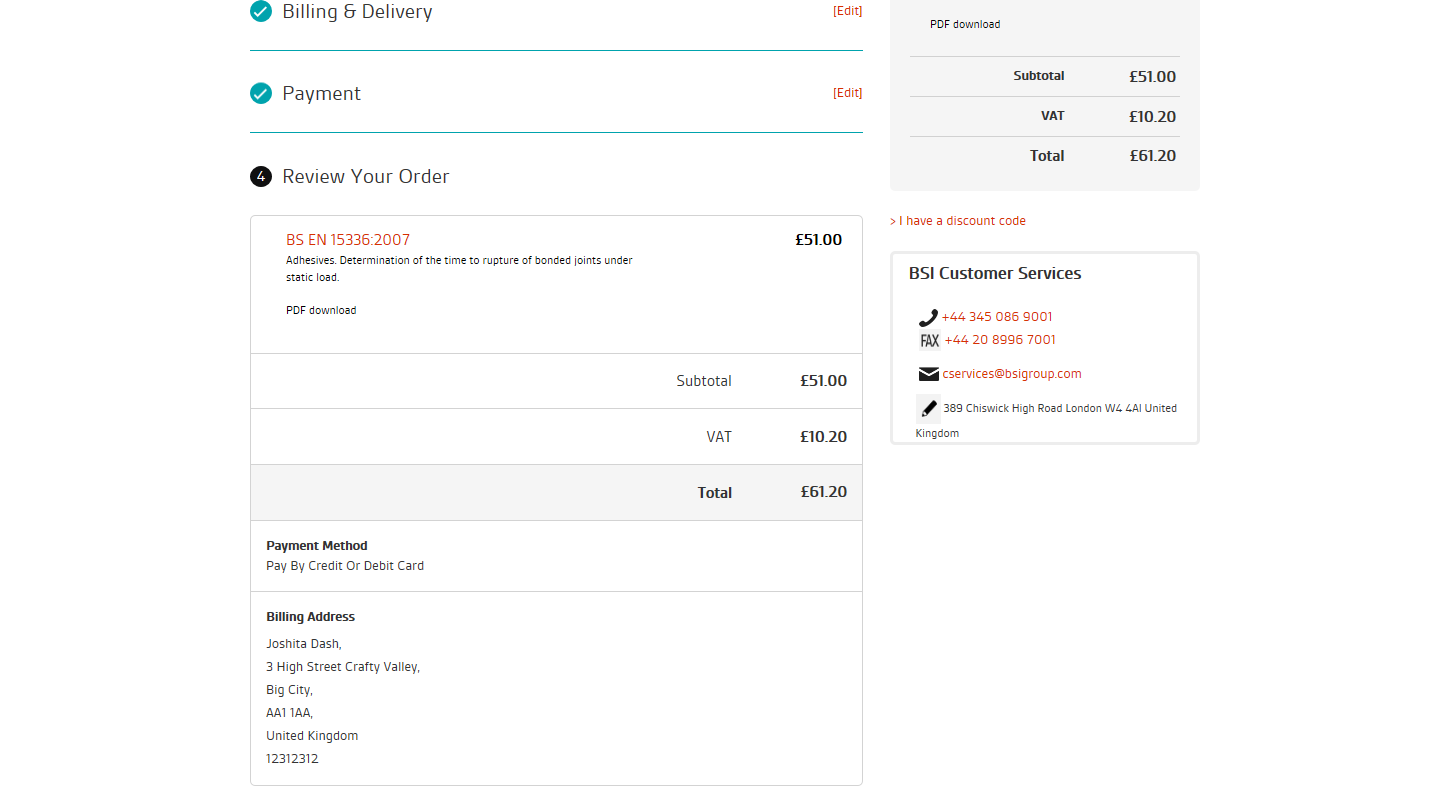 Billing & Delivery
[Edit]
Payment
[Edit]
4 Review Your Order
BS EN 15336:2007
£51.00
Adhesives. Determination of the time to rupture of bonded joints under
static load.
PDF download
Subtotal £51.00
VAT £10.20
Total £61.20
Payment Method
Pay By Credit Or Debit Card
Billing Address
Joshita Dash,
3 High Street Crafty Valley,
Big City,
AA1 1AA,
United Kingdom
12312312
PDF download
Subtotal £51.00
VAT £10.20
Total £61.20
> I have a discount code
BSI Customer Services
+44 345 086 9001
FAX +44 20 8996 7001
cservices@bsigroup.com
389 Chiswick High Road London W4 4AI United
Kingdom